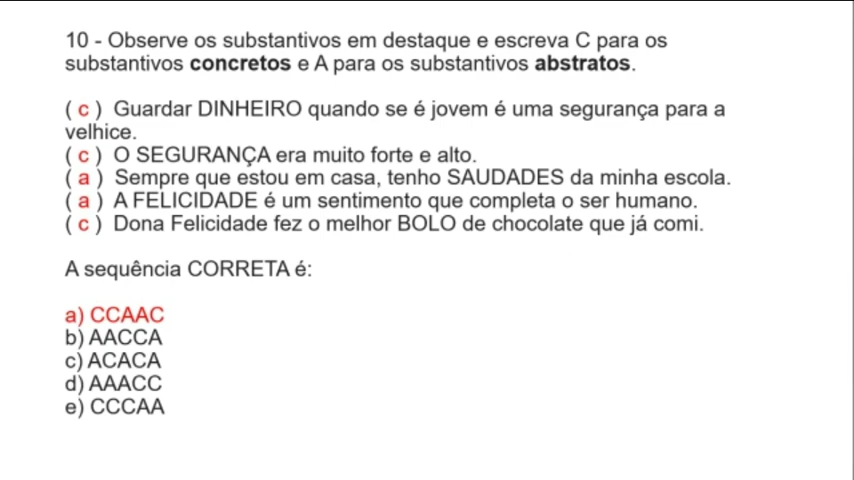 10 - Observe os substantivos em destaque e escreva C para os
substantivos concretos e A para os substantivos abstratos.
( c ) Guardar DINHEIRO quando se é jovem é uma segurança para a
velhice.
( c ) O SEGURANÇA era muito forte e alto.
( a ) Sempre que estou em casa, tenho SAUDADES da minha escola.
( a ) A FELICIDADE é um sentimento que completa o ser humano.
( c ) Dona Felicidade fez o melhor BOLO de chocolate que já comi.
A sequência CORRETA é:
a) CCAAC
b) AACCA
c) ACACA
d) AAACC
e) CCCAA